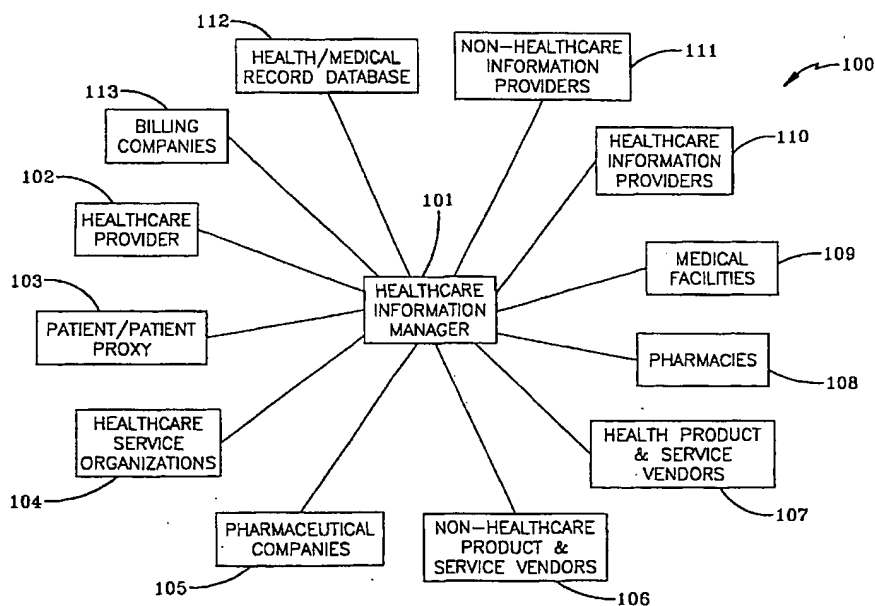 112
HEALTH/MEDICAL
RECORD DATABASE
NON-HEALTHCARE
INFORMATION
PROVIDERS
111
100
113
BILLING
COMPANIES
HEALTHCARE
INFORMATION
PROVIDERS
110
102
HEALTHCARE
PROVIDER
101
HEALTHCARE
INFORMATION
MANAGER
MEDICAL
FACILITIES
109
103
PATIENT/PATIENT
PROXY
PHARMACIES
108
HEALTHCARE
SERVICE
ORGANIZATIONS
104
HEALTH PRODUCT
& SERVICE
VENDORS
107
PHARMACEUTICAL
COMPANIES
105
NON-HEALTHCARE
PRODUCT &
SERVICE VENDORS
106